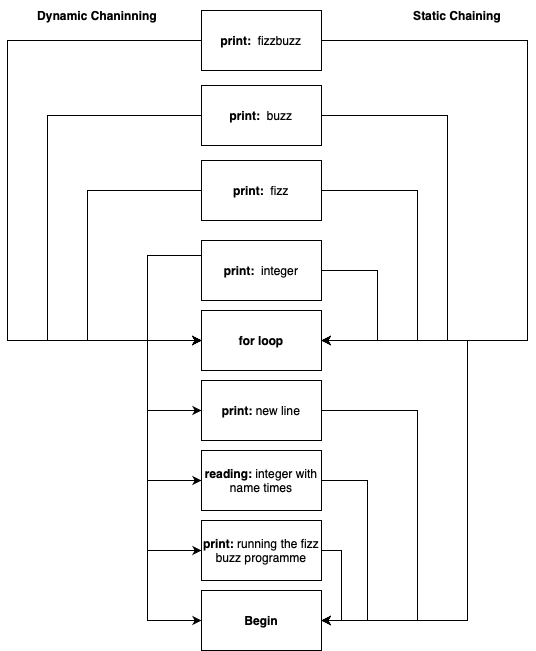 Dynamic Chaninning
Static Chaining
print: fizzbuzz
print: buzz
print: fizz
print: integer
for loop
print: new line
reading: integer with
name times
print: running the fizz
buzz programme
Begin